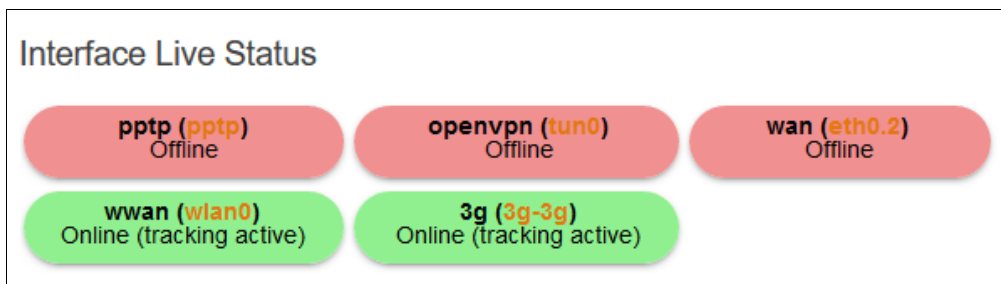 Interface Live Status
pptp (pptp)
Offline
openvpn (tun0)
Offline
wan (eth0.2)
Offline
wwan (wlan0)
Online (tracking active)
3g (3g-3g)
Online (tracking active)